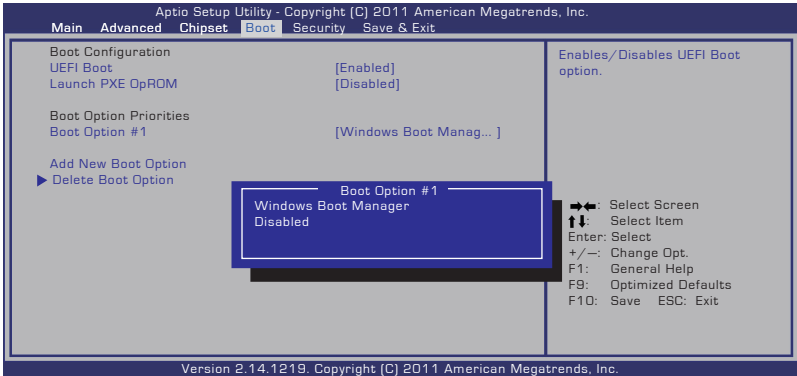 Aptio Setup Utility - Copyright (C) 2011 American Megatrends, Inc.
Main Advanced Chipset Boot Security Save & Exit
Boot Configuration
UEFI Boot [Enabled]
Launch PXE OpROM [Disabled]
Boot Option Priorities
Boot Option #1 [Windows Boot Manag... ]
Add New Boot Option
Delete Boot Option
Boot Option #1
Windows Boot Manager
Disabled
Enables/Disables UEFI Boot
option.
→←: Select Screen
↑↓: Select Item
Enter: Select
+/—: Change Opt.
F1: General Help
F9: Optimized Defaults
F10: Save ESC: Exit
Version 2.14.1219. Copyright (C) 2011 American Megatrends, Inc.